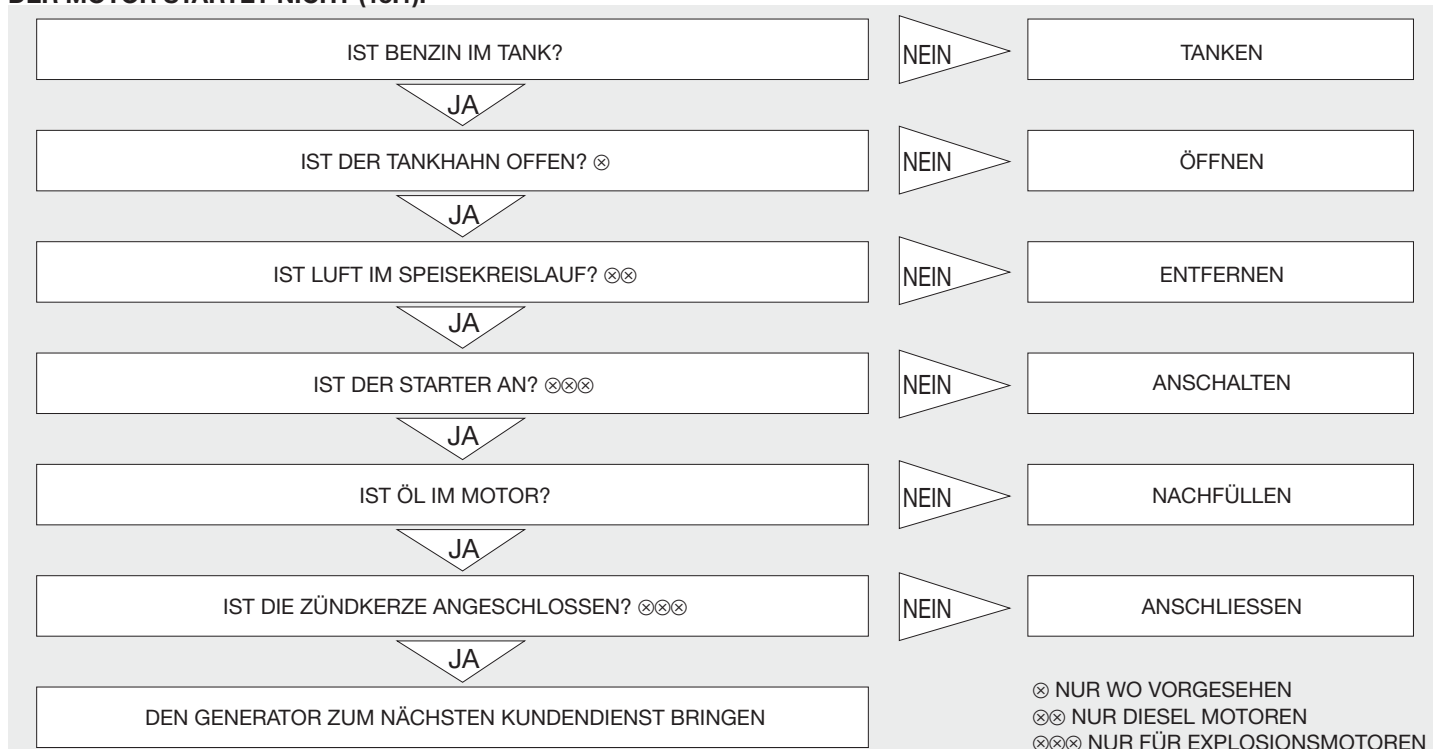 IST BENZIN IM TANK?
NEIN
TANKEN
JA
IST DER TANKHAHN OFFEN? ⊗
NEIN
ÖFFNEN
JA
IST LUFT IM SPEISEKREISLAUF? ⊗⊗
NEIN
ENTFERNEN
JA
IST DER STARTER AN? ⊗⊗⊗
NEIN
ANSCHALTEN
JA
IST ÖL IM MOTOR?
NEIN
NACHFÜLLEN
JA
IST DIE ZÜNDKERZE ANGESCHLOSSEN? ⊗⊗⊗
NEIN
ANSCHLIESSEN
JA
DEN GENERATOR ZUM NÄCHSTEN KUNDENDIENST BRINGEN
⊗ NUR WO VORGESEHEN
⊗⊗ NUR DIESEL MOTOREN
⊗⊗⊗ NUR FÜR EXPLOSIONSMOTOREN